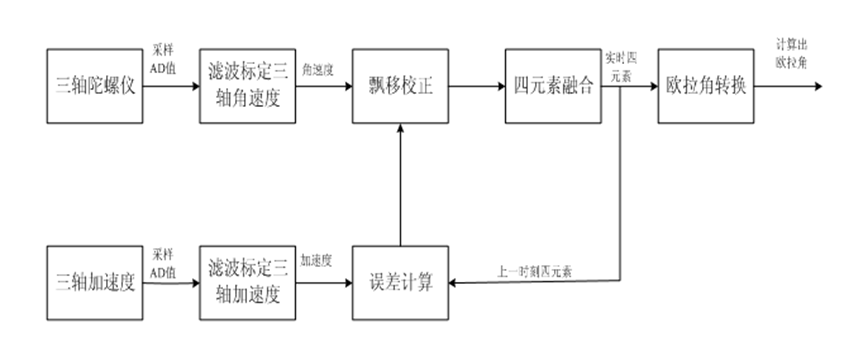 三轴陀螺仪
采样
AD值
滤波标定三
轴角速度
角速度
飘移校正
四元素融合
实时四
元素
欧拉角转换
计算出
欧拉角
三轴加速度
采样
AD值
滤波标定三
轴加速度
加速度
误差计算
上一时刻四元素